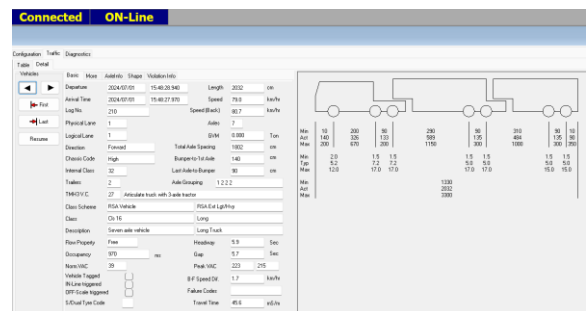 Connected ON-Line
Configuration Traffic Diagnostics
Table Detail
Vehicles
First
Last
Resume
Basic More AxleInfo Shape Violation Info
Departure 2024/07/01 15:48:28.940 Length 2032 cm
Arrival Time 2024/07/01 15:48:27.970 Speed 79.0 km/hr
Log No. 210 Speed (Back) 80.7 km/hr
Physical Lane 1 Axles 7
Logical Lane 1 GVM 0.000 Ton
Direction Forward Total Axle Spacing 1802 cm
Chassis Code High Bumper-to-1st Axle 140 cm
Internal Class 32 Last Axle-to-Bumper 90 cm
Trailers 2 Axle Grouping 1 2 2 2
TMH3 V.C. 27 Articulate truck with 3-axle tractor
Class Scheme RSA Vehicle RSA Ext Lgt/Hvy
Class Cls 16 Long
Description Seven axle vehicle Long Truck
Flow Property Free Headway 5.9 Sec
Occupancy 970 ms Gap 5.7 Sec
Norm VAC 39 Peak VAC 223 215
Vehicle Tagged
IN-Line triggered
OFF-Scale triggered
B-F Speed Dif. 1.7 km/hr
Failure Codes
S/Dual Tyre Code Travel Time 45.6 mS/m
Min 10 200 90 290 90 310 90 10
Act 140 326 133 589 135 484 135 90
Max 200 670 200 1150 300 1000 300 350
Min 2.0 1.5 1.5 1.5 1.5 1.5 1.5
Typ 5.2 7.2 7.2 5.0 5.0 5.0 5.0
Max 12.0 17.0 17.0 17.0 17.0 15.0 15.0
Min 1330
Act 2032
Max 3300